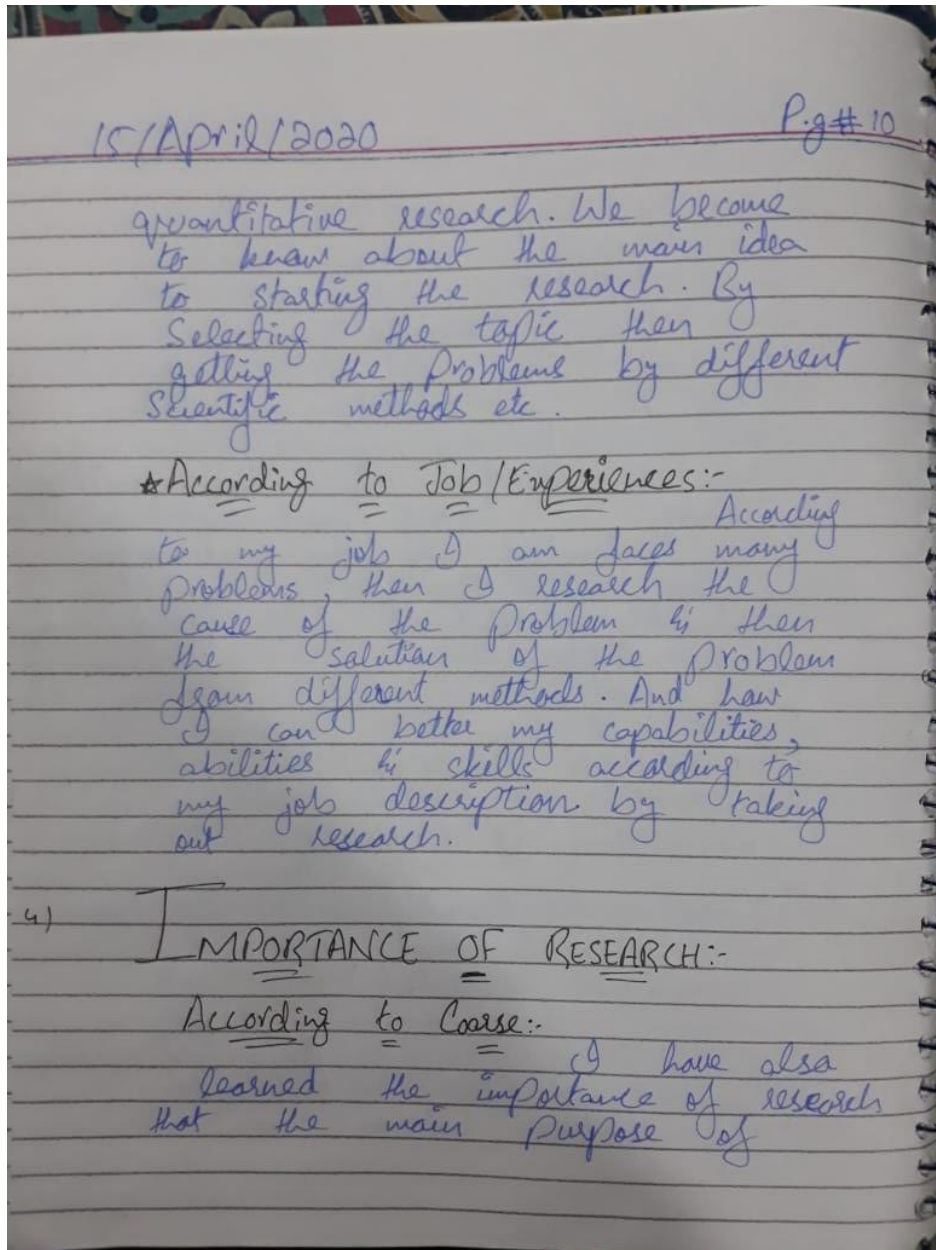 15/April/2020 P.g# 10
quantitative research. We become
to know about the main idea
to starting the research. By
Selecting the topic then
getting the Problems by different
Scientific methods etc.
*According to Job/Experiences:-
According
to my job I am faces many
problems, then I research the
cause of the problem & then
the solution of the problem
from different methods. And how
I can better my capabilities,
abilities & skills according to
my job description by taking
out research.
4) IMPORTANCE OF RESEARCH:-
According to Coarse:-
I have also
learned the importance of research
that the main purpose of